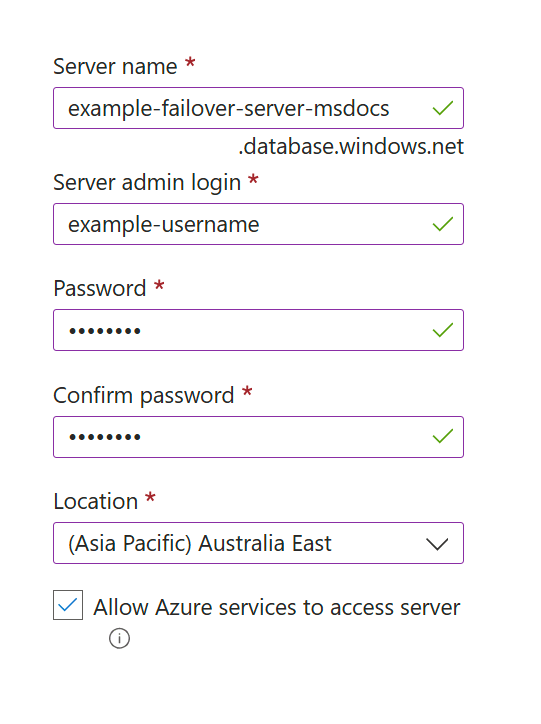 Server name *
example-failover-server-msdocs
.database.windows.net
Server admin login *
example-username
Password *
••••••••
Confirm password *
••••••••
Location *
(Asia Pacific) Australia East
Allow Azure services to access server